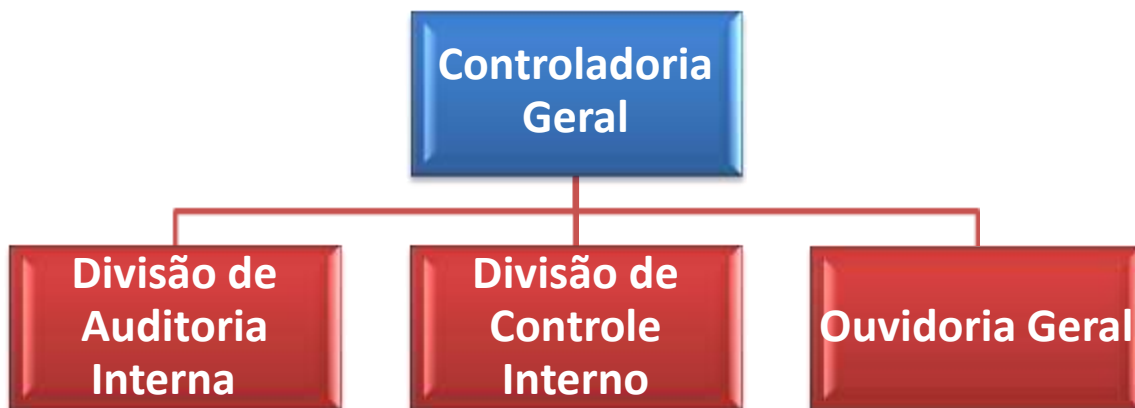 Controladoria
Geral
Divisão de
Auditoria
Interna
Divisão de
Controle
Interno
Ouvidoria Geral